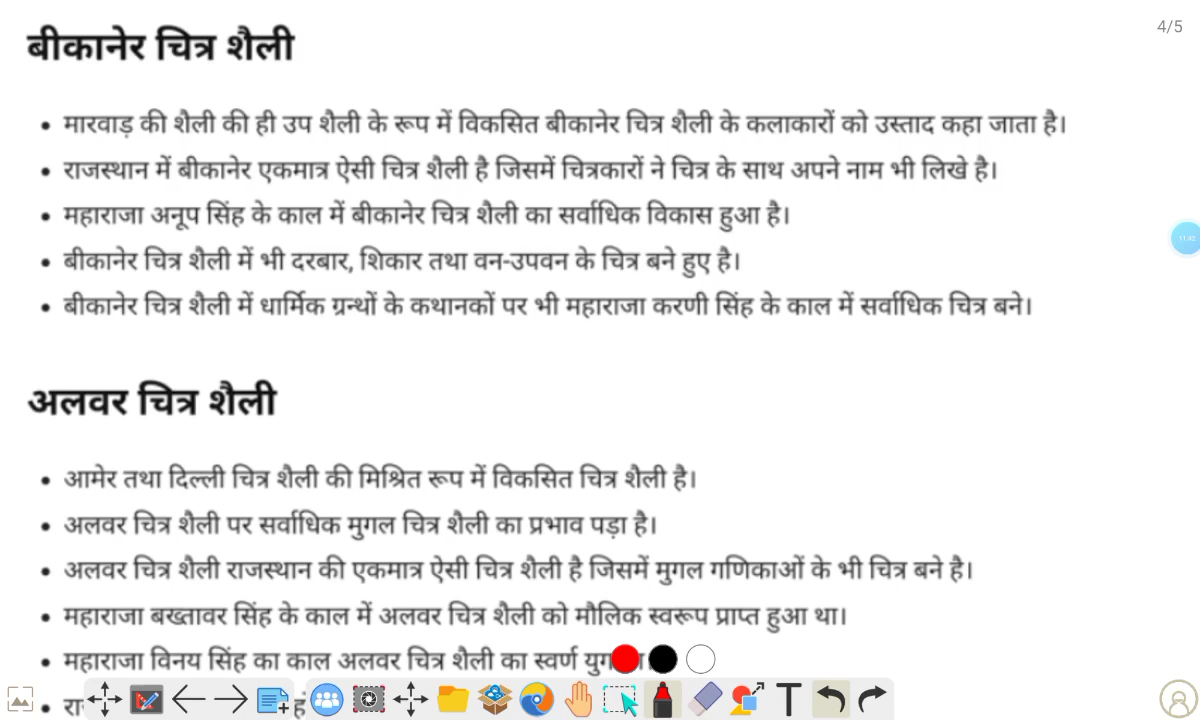 4/5
बीकानेर चित्र शैली
• मारवाड़ की शैली की ही उप शैली के रूप में विकसित बीकानेर चित्र शैली के कलाकारों को उस्ताद कहा जाता है।
• राजस्थान में बीकानेर एकमात्र ऐसी चित्र शैली है जिसमें चित्रकारों ने चित्र के साथ अपने नाम भी लिखे है।
• महाराजा अनूप सिंह के काल में बीकानेर चित्र शैली का सर्वाधिक विकास हुआ है।
11:42
• बीकानेर चित्र शैली में भी दरबार, शिकार तथा वन-उपवन के चित्र बने हुए है।
• बीकानेर चित्र शैली में धार्मिक ग्रन्थों के कथानकों पर भी महाराजा करणी सिंह के काल में सर्वाधिक चित्र बने।
अलवर चित्र शैली
• आमेर तथा दिल्ली चित्र शैली की मिश्रित रूप में विकसित चित्र शैली है।
• अलवर चित्र शैली पर सर्वाधिक मुगल चित्र शैली का प्रभाव पड़ा है।
• अलवर चित्र शैली राजस्थान की एकमात्र ऐसी चित्र शैली है जिसमें मुगल गणिकाओं के भी चित्र बने है।
• महाराजा बख्तावर सिंह के काल में अलवर चित्र शैली को मौलिक स्वरूप प्राप्त हुआ था।
• महाराजा विनय सिंह का काल अलवर चित्र शैली का स्वर्ण युग